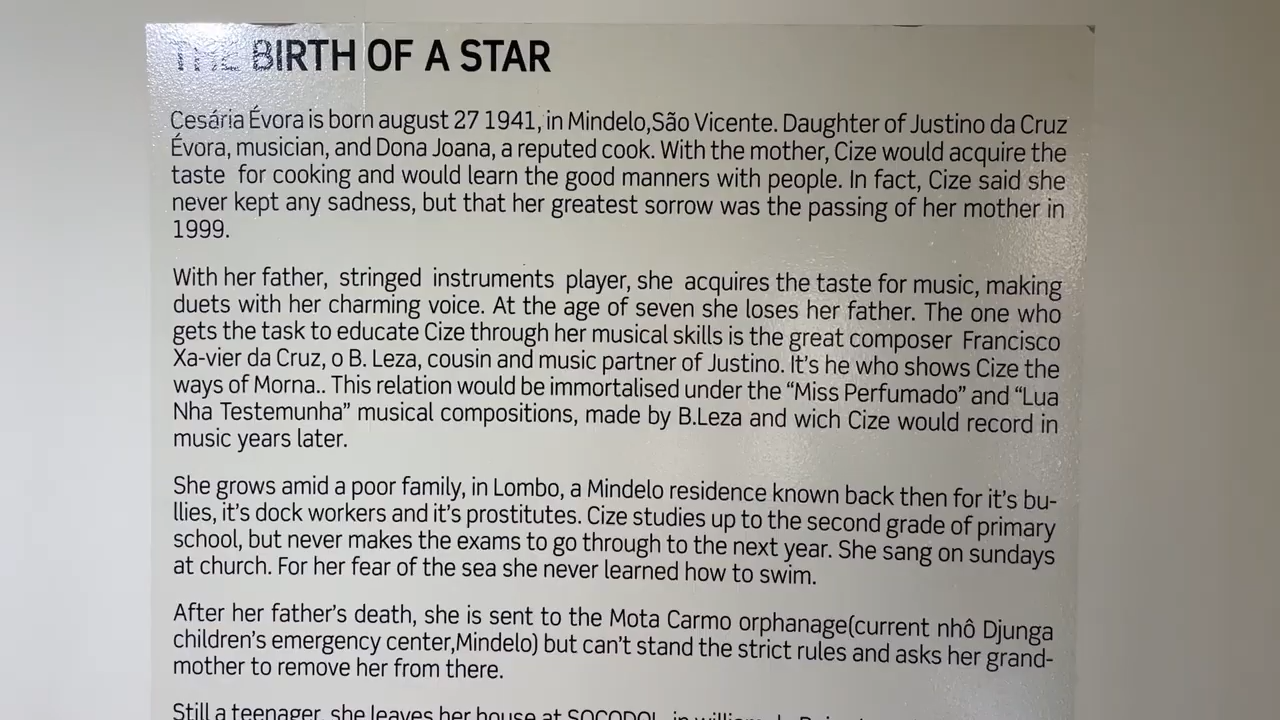 THE BIRTH OF A STAR
Cesária Évora is born august 27 1941, in Mindelo,São Vicente. Daughter of Justino da Cruz
Évora, musician, and Dona Joana, a reputed cook. With the mother, Cize would acquire the
taste for cooking and would learn the good manners with people. In fact, Cize said she
never kept any sadness, but that her greatest sorrow was the passing of her mother in
1999.
With her father, stringed instruments player, she acquires the taste for music, making
duets with her charming voice. At the age of seven she loses her father. The one who
gets the task to educate Cize through her musical skills is the great composer Francisco
Xa-vier da Cruz, o B. Leza, cousin and music partner of Justino. It's he who shows Cize the
ways of Morna.. This relation would be immortalised under the “Miss Perfumado” and “Lua
Nha Testemunha” musical compositions, made by B.Leza and wich Cize would record in
music years later.
She grows amid a poor family, in Lombo, a Mindelo residence known back then for it's bu-
llies, it's dock workers and it's prostitutes. Cize studies up to the second grade of primary
school, but never makes the exams to go through to the next year. She sang on sundays
at church. For her fear of the sea she never learned how to swim.
After her father's death, she is sent to the Mota Carmo orphanage(current nhô Djunga
children's emergency center,Mindelo) but can't stand the strict rules and asks her grand-
mother to remove her from there.
Still a teenager, she leaves her house at